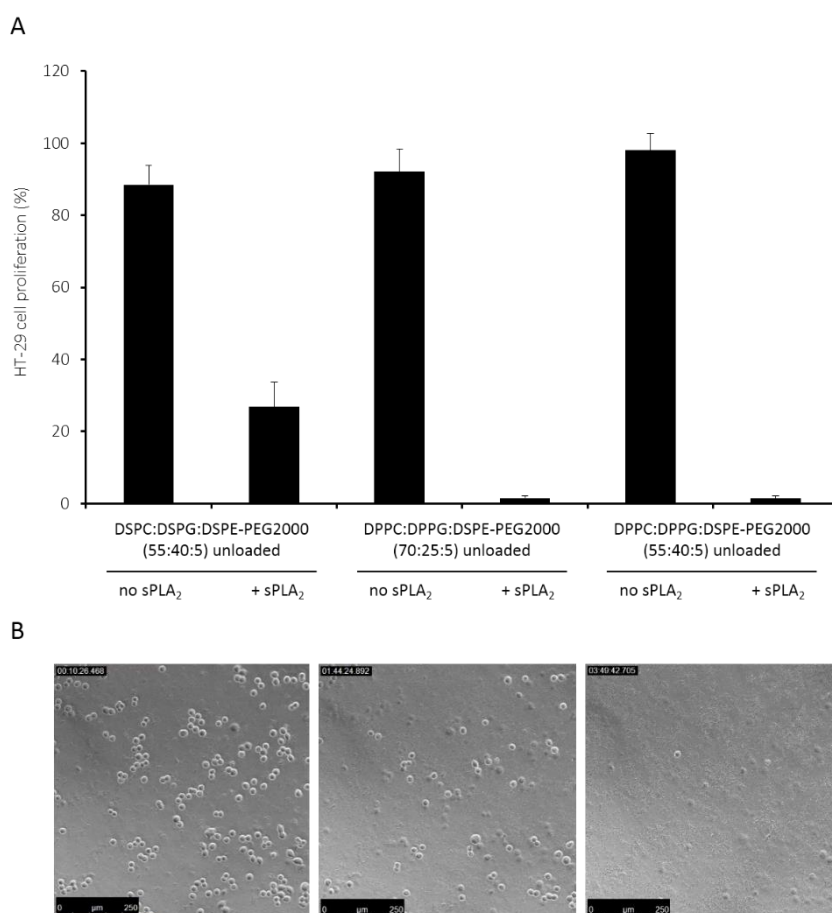 A
120
100
80
60
40
20
0
HT-29 cell proliferation (%)
DSPC:DSPG:DSPE-PEG2000 DPPC:DPPG:DSPE-PEG2000 DPPC:DPPG:DSPE-PEG2000
(55:40:5) unloaded (70:25:5) unloaded (55:40:5) unloaded
no sPLA₂ + sPLA₂ no sPLA₂ + sPLA₂ no sPLA₂ + sPLA₂
B
00:10:26.468 01:44:24.892 03:49:42.705
0 µm 250 0 µm 250 0 µm 250